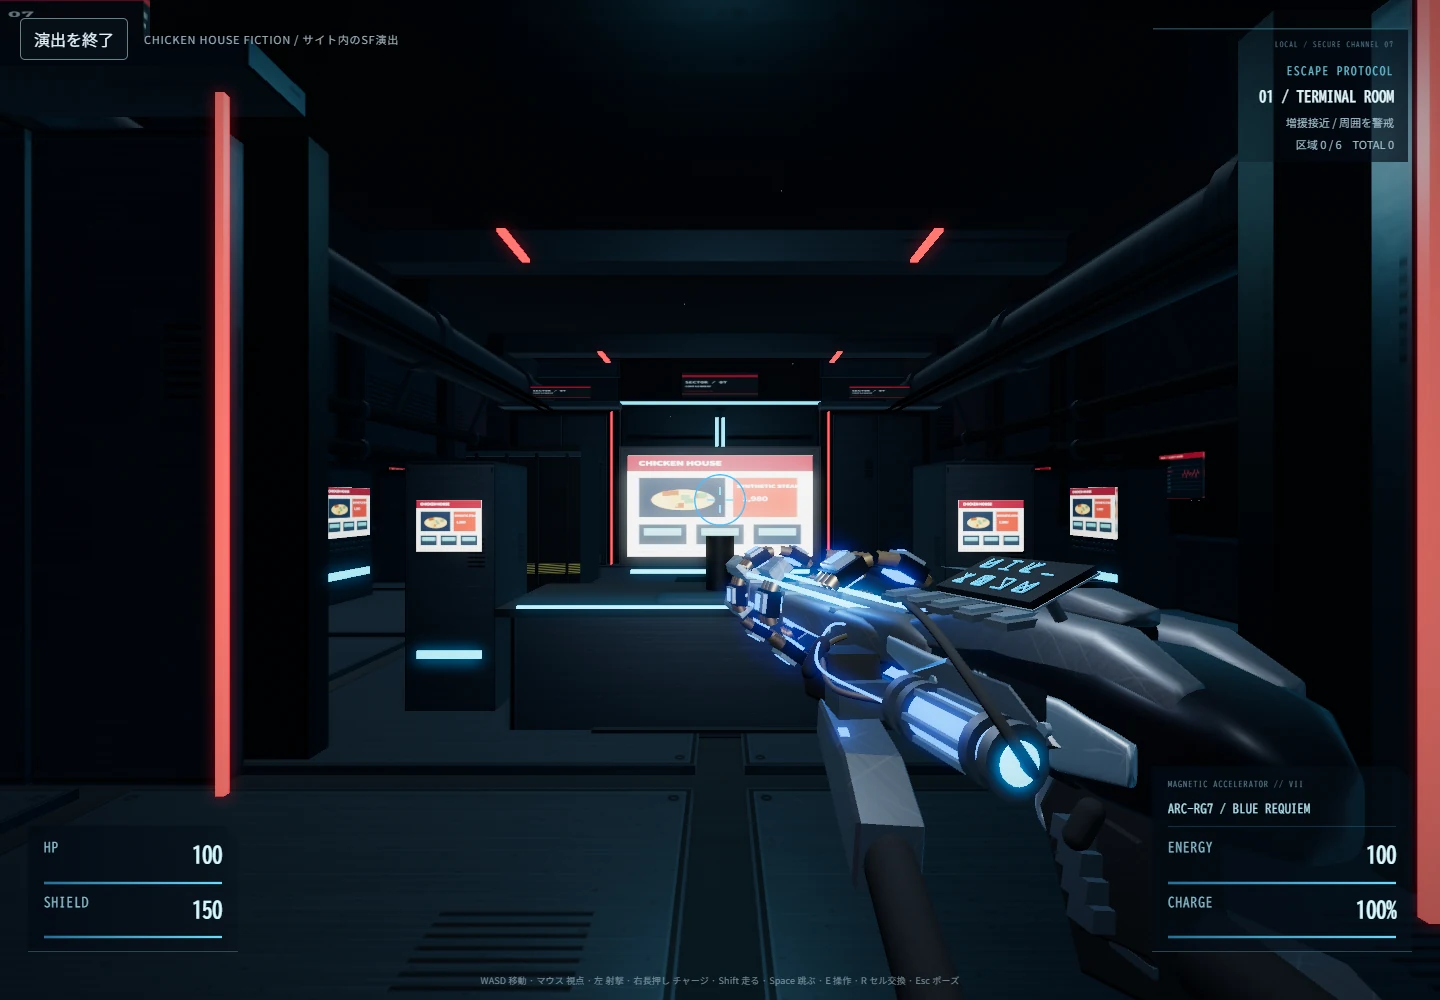 07
演出を終了
CHICKEN HOUSE FICTION / サイト内のSF演出
LOCAL / SECURE CHANNEL 07
ESCAPE PROTOCOL
01 / TERMINAL ROOM
増援接近 / 周囲を警戒
区域 0 / 6 TOTAL 0
SECTOR / 07
CHICKEN HOUSE
MAGNETIC ACCELERATOR // VII
ARC-RG7 / BLUE REQUIEM
HP
100
ENERGY
100
SHIELD
150
CHARGE
100%
WASD 移動 · マウス 視点 · 左 射撃 · 右長押し チャージ · Shift 走る · Space 跳ぶ · E 操作 · R セル交換 · Esc ポーズ